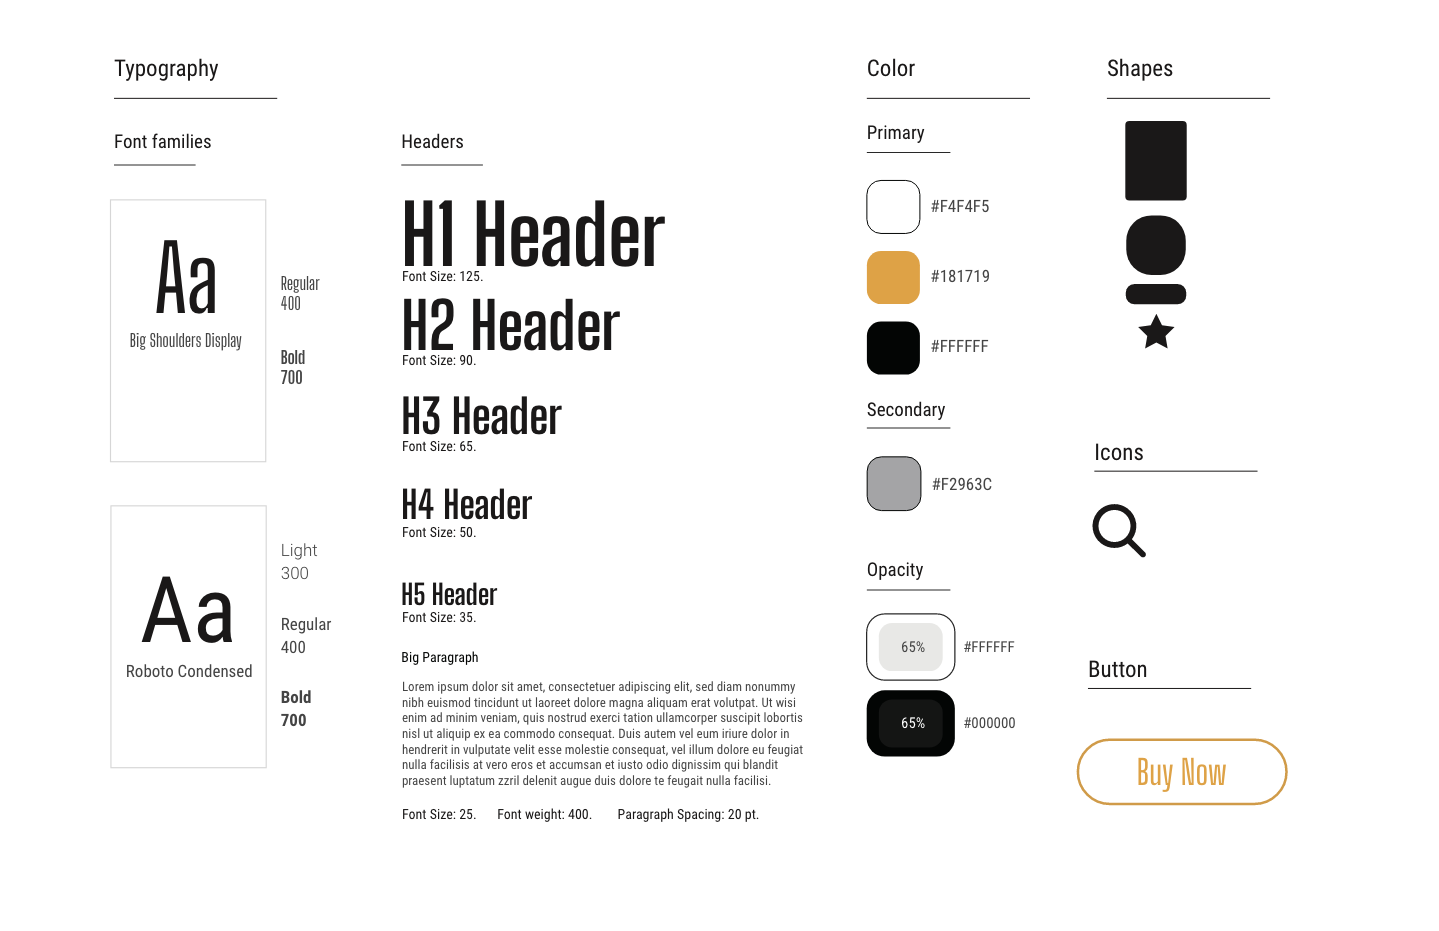 Typography
Font families
Aa
Big Shoulders Display
Regular
400
Bold
700
Aa
Roboto Condensed
Light
300
Regular
400
Bold
700
Headers
H1 Header
Font Size: 125.
H2 Header
Font Size: 90.
H3 Header
Font Size: 65.
H4 Header
Font Size: 50.
H5 Header
Font Size: 35.
Big Paragraph
Lorem ipsum dolor sit amet, consectetuer adipiscing elit, sed diam nonummy
nibh euismod tincidunt ut laoreet dolore magna aliquam erat volutpat. Ut wisi
enim ad minim veniam, quis nostrud exerci tation ullamcorper suscipit lobortis
nisl ut aliquip ex ea commodo consequat. Duis autem vel eum iriure dolor in
hendrerit in vulputate velit esse molestie consequat, vel illum dolore eu feugiat
nulla facilisis at vero eros et accumsan et iusto odio dignissim qui blandit
praesent luptatum zzril delenit augue duis dolore te feugait nulla facilisi.
Font Size: 25. Font weight: 400. Paragraph Spacing: 20 pt.
Color
Primary
#F4F4F5
#181719
#FFFFFF
Secondary
#F2963C
Opacity
65% #FFFFFF
65% #000000
Shapes
Icons
Button
Buy Now